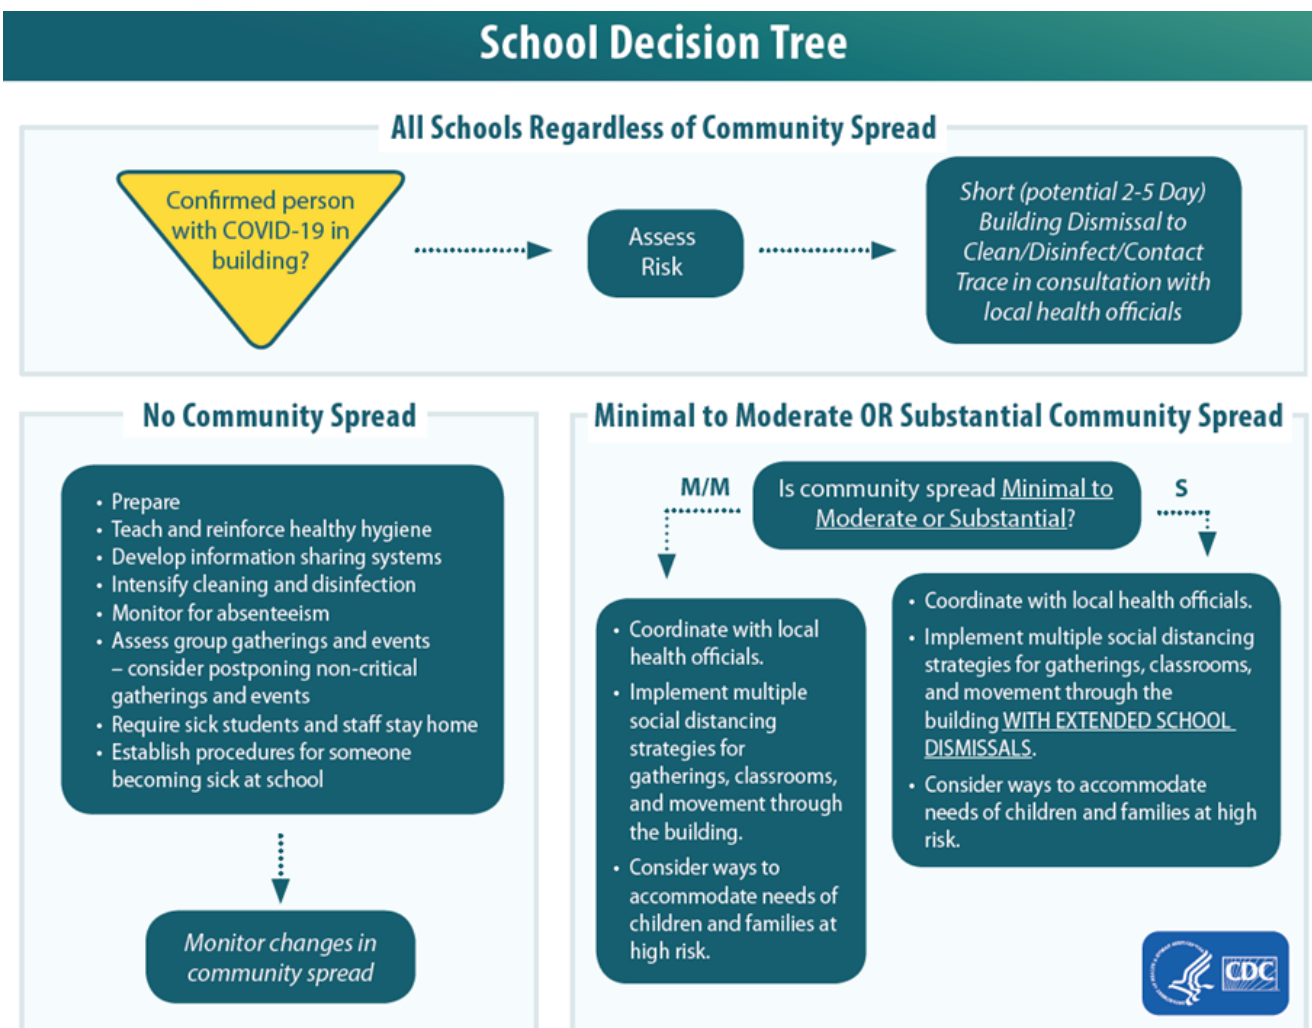 School Decision Tree
All Schools Regardless of Community Spread
Confirmed person
with COVID-19 in
building?
Assess
Risk
Short (potential 2-5 Day)
Building Dismissal to
Clean/Disinfect/Contact
Trace in consultation with
local health officials
No Community Spread
• Prepare
• Teach and reinforce healthy hygiene
• Develop information sharing systems
• Intensify cleaning and disinfection
• Monitor for absenteeism
• Assess group gatherings and events
– consider postponing non-critical
gatherings and events
• Require sick students and staff stay home
• Establish procedures for someone
becoming sick at school
Monitor changes in
community spread
Minimal to Moderate OR Substantial Community Spread
M/M
Is community spread Minimal to
Moderate or Substantial?
S
• Coordinate with local
health officials.
• Implement multiple
social distancing
strategies for
gatherings, classrooms,
and movement through
the building.
• Consider ways to
accommodate needs of
children and families at
high risk.
• Coordinate with local health officials.
• Implement multiple social distancing
strategies for gatherings, classrooms,
and movement through the
building WITH EXTENDED SCHOOL
DISMISSALS.
• Consider ways to accommodate
needs of children and families at high
risk.
CDC